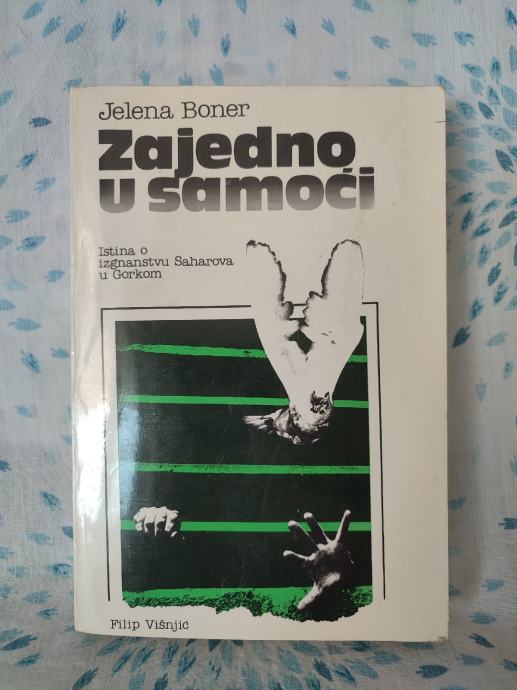 Jelena Boner
Zajedno
u samoći
Istina o
izgnanstvu Saharova
u Gorkom
Filip Višnjić